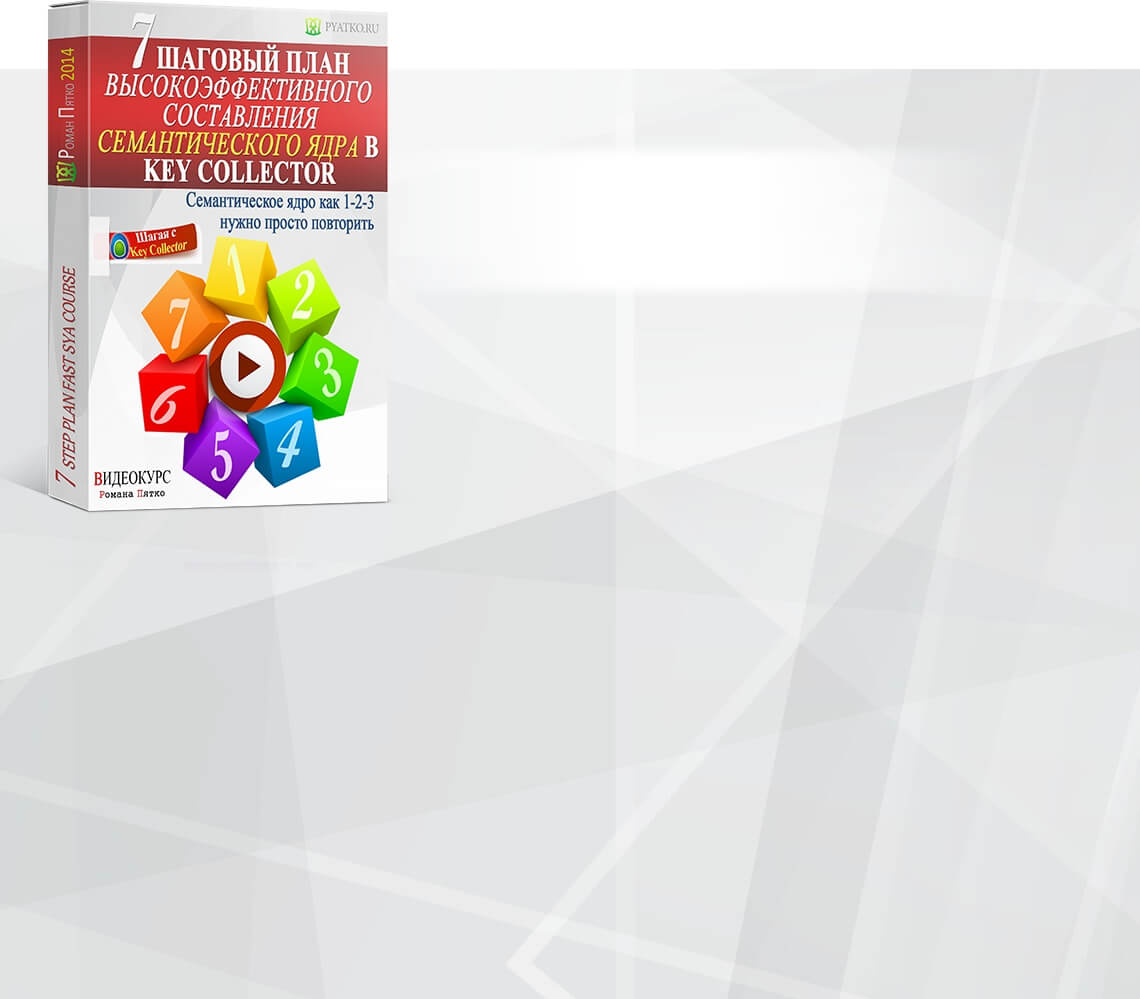 PYATKO.RU
7 ШАГОВЫЙ ПЛАН
ВЫСОКОЭФФЕКТИВНОГО
СОСТАВЛЕНИЯ
СЕМАНТИЧЕСКОГО ЯДРА В
KEY COLLECTOR
Семантическое ядро как 1-2-3
нужно просто повторить
Шагая с
Key Collector
1
2
3
4
5
6
7
ВИДЕОКУРС
Романа Пятко
Роман Пятко 2014
7 STEP PLAN FAST SYA COURSE